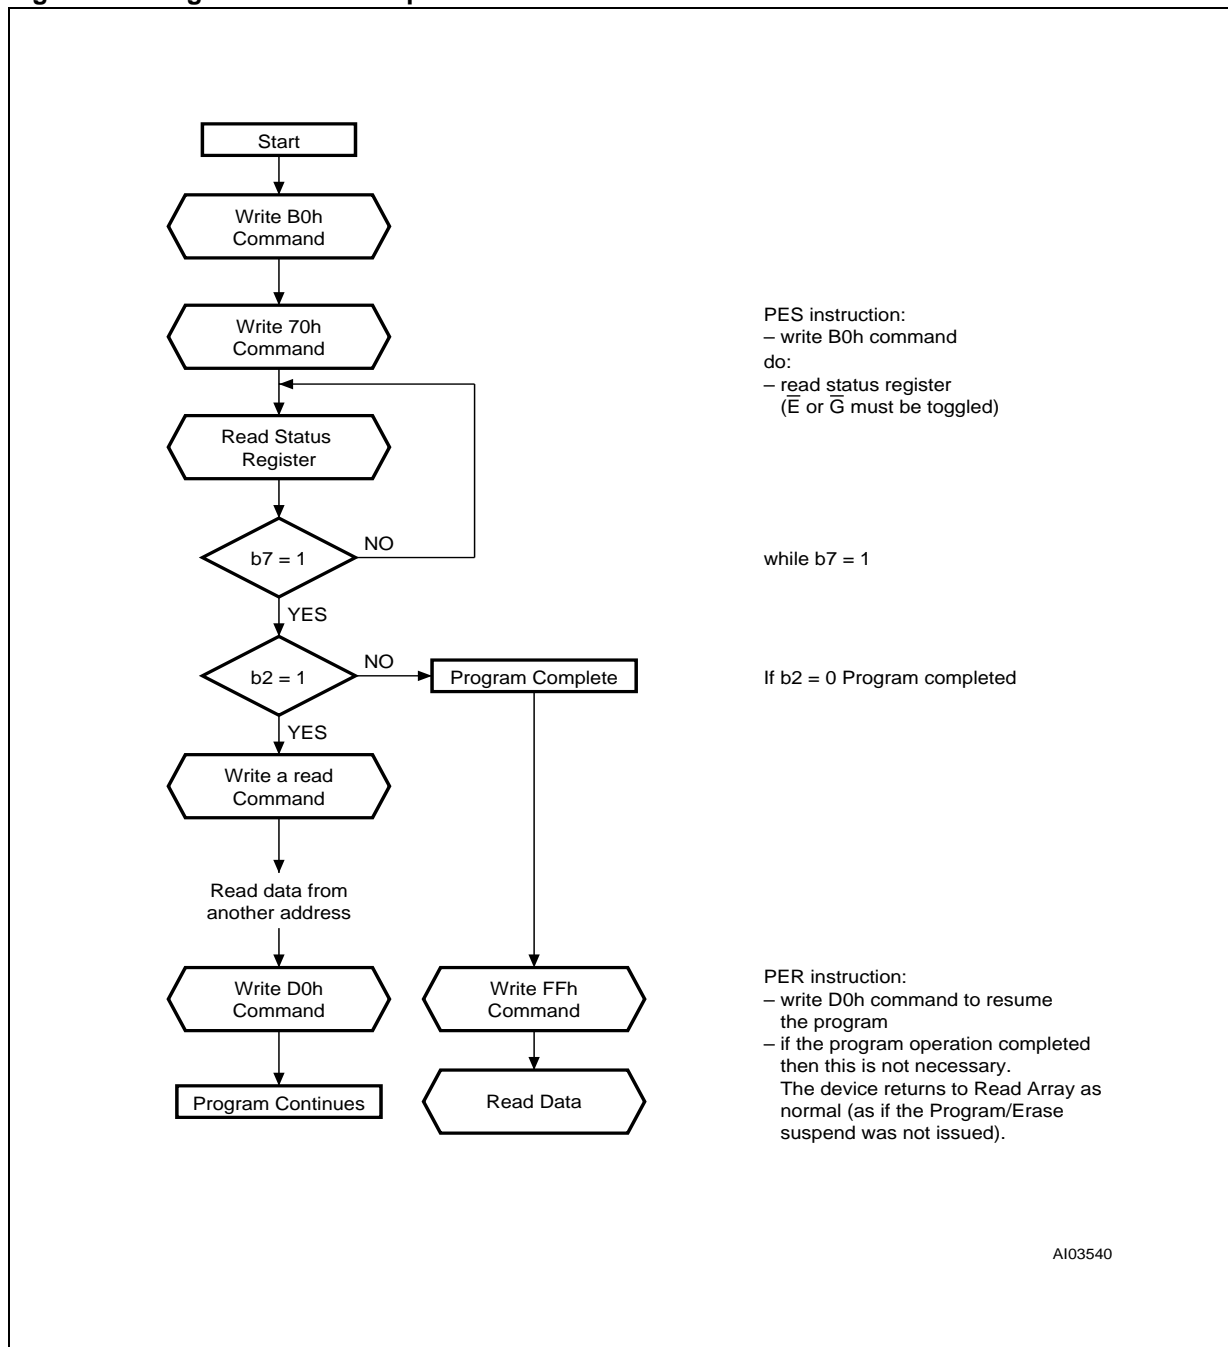 Start
Write B0h
Command
Write 70h
Command
PES instruction:
– write B0h command
do:
– read status register
(E̅ or G̅ must be toggled)
Read Status
Register
b7 = 1
NO
while b7 = 1
YES
b2 = 1
NO
Program Complete
If b2 = 0 Program completed
YES
Write a read
Command
Read data from
another address
Write D0h
Command
Write FFh
Command
PER instruction:
– write D0h command to resume
the program
– if the program operation completed
then this is not necessary.
The device returns to Read Array as
normal (as if the Program/Erase
suspend was not issued).
Program Continues
Read Data
AI03540